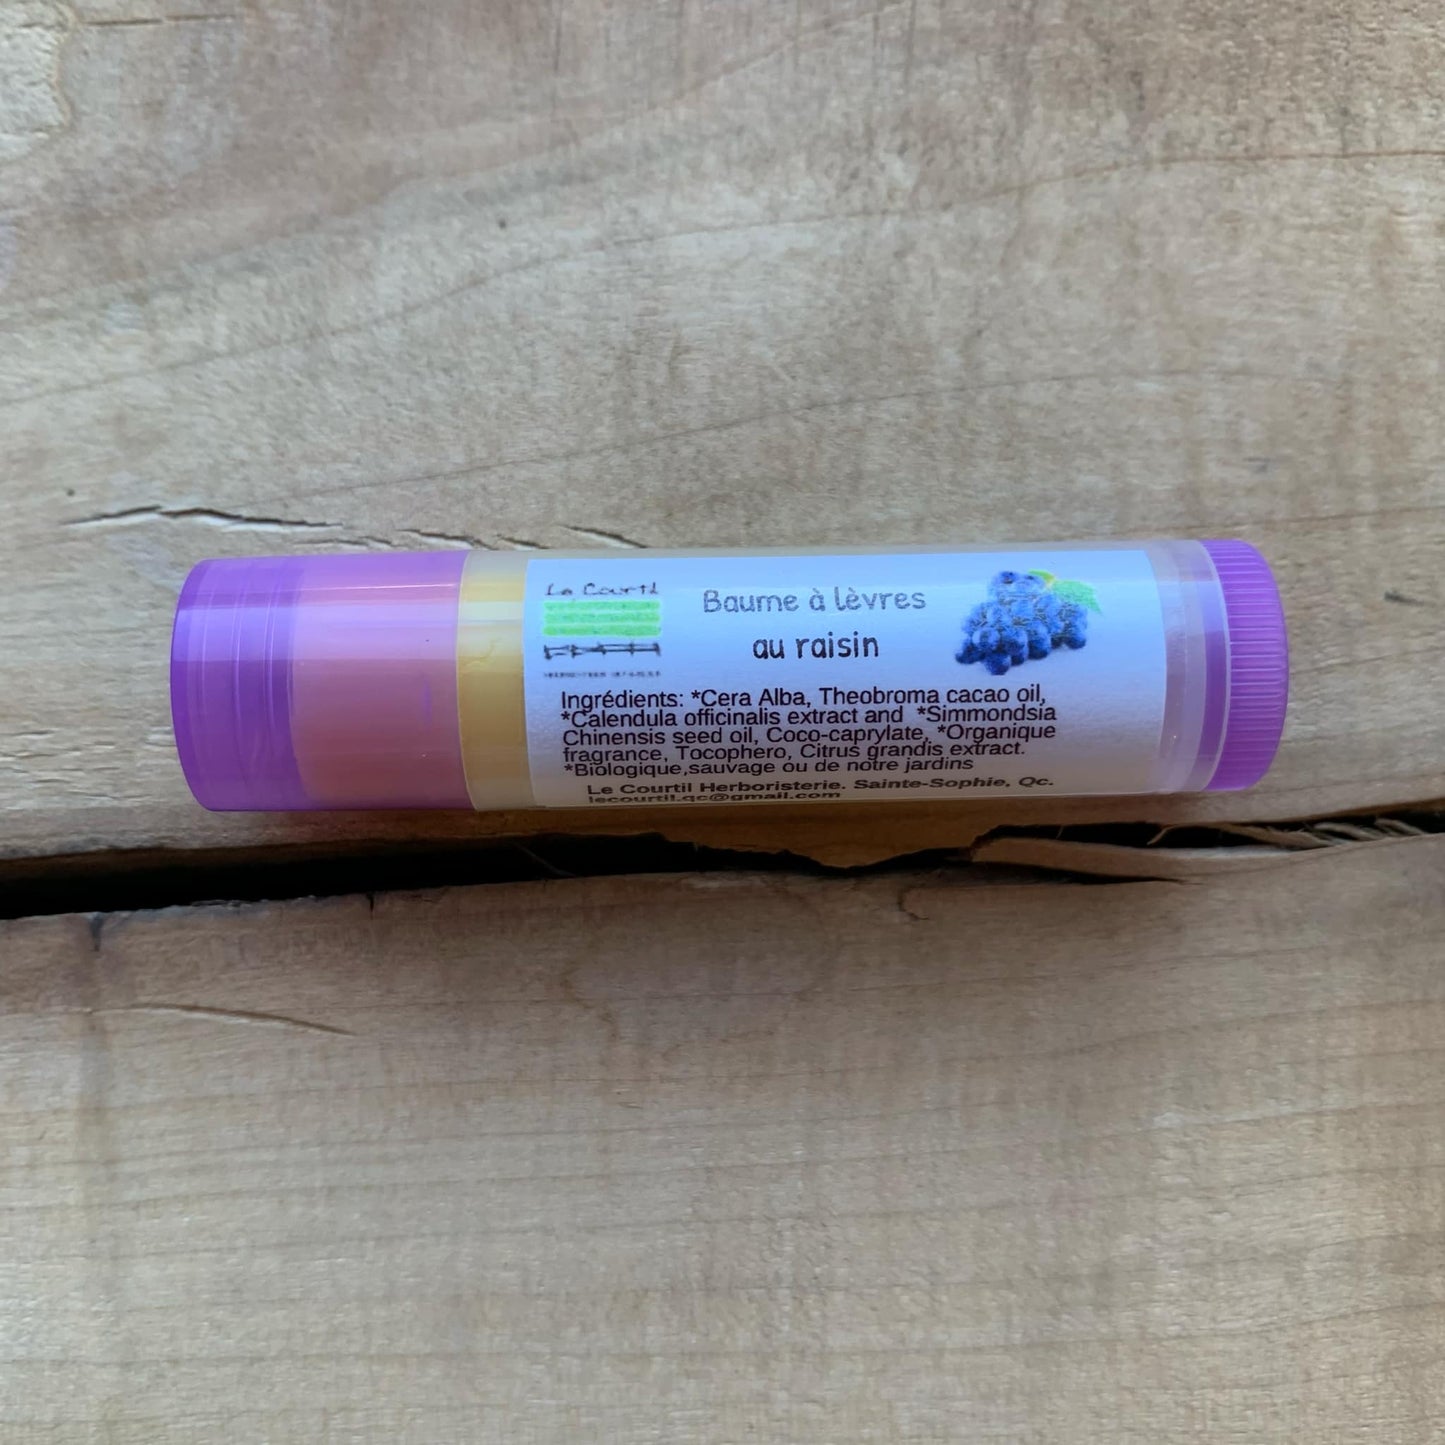 Le Courtil
Baume à lèvres
au raisin
Ingrédients: *Cera Alba, Theobroma cacao oil,
*Calendula officinalis extract and *Simmondsia
Chinensis seed oil, Coco-caprylate, *Organique
fragrance, Tocophero, Citrus grandis extract.
*Biologique,sauvage ou de notre jardins
Le Courtil Herboristerie. Sainte-Sophie, Qc.
lecourtil.qc@gmail.com